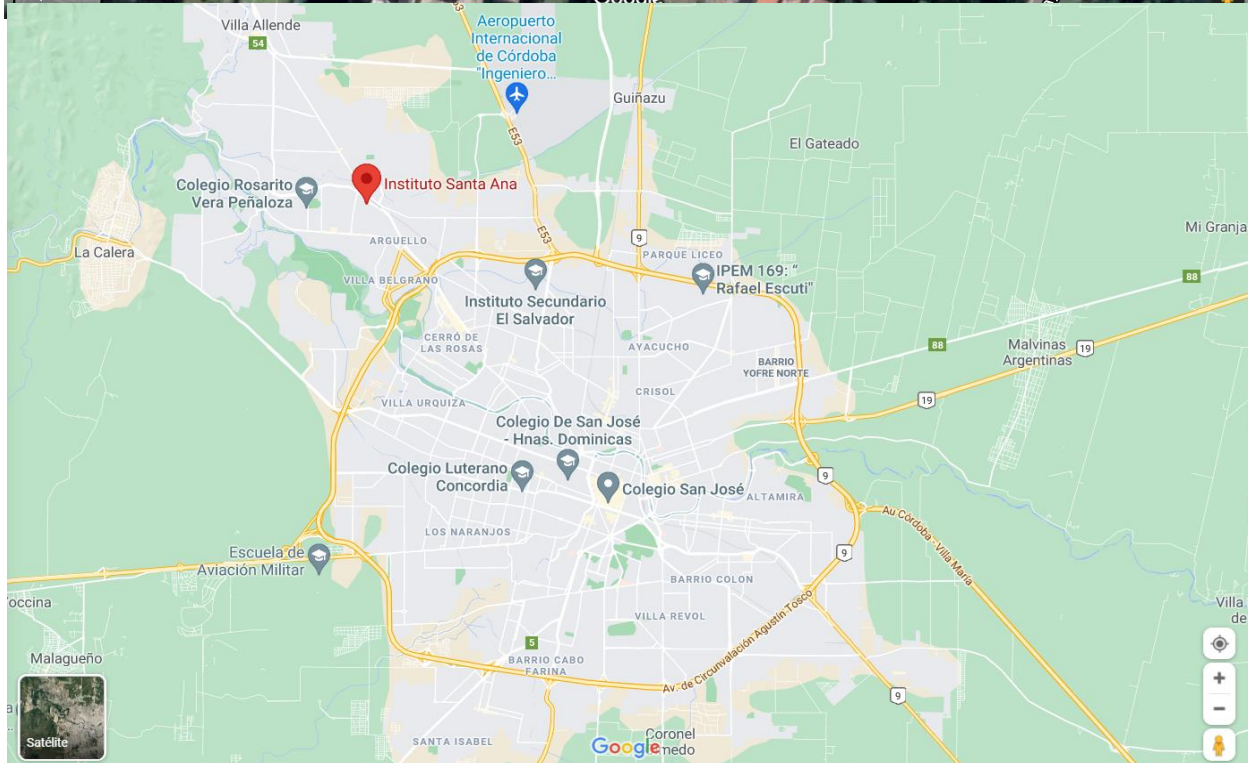 Villa Allende
54
Aeropuerto
Internacional
de Córdoba
"Ingeniero...
E53
Guiñazu
El Gateado
Colegio Rosarito
Vera Peñaloza
Instituto Santa Ana
La Calera
ARGUELLO
E53
9
PARQUE LICEO
Mi Granja
VILLA BELGRANO
IPEM 169: “
Rafael Escuti"
88
Instituto Secundario
El Salvador
CERRO DE
LAS ROSAS
AYACUCHO
88
Malvinas
Argentinas
19
BARRIO
YOFRE NORTE
CRISOL
19
VILLA URQUIZA
Colegio De San José
- Hnas. Dominicas
Colegio Luterano
Concordia
Colegio San José
9
ALTAMIRA
Au Córdoba - Villa María
LOS NARANJOS
Escuela de
Aviación Militar
9
BARRIO COLON
occina
Villa
de
VILLA REVOL
Av. de Circunvalación Agustín Tosco
5
Malagueño
BARRIO CABO
FARINA
9
Satélite
SANTA ISABEL
Coronel
medo
Google